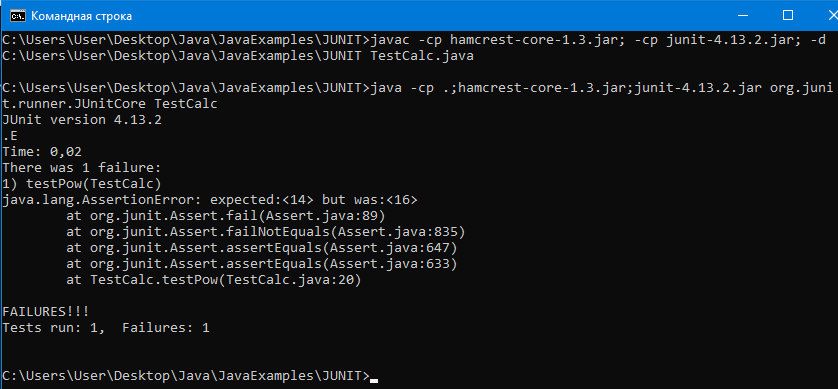 Командная строка
C:\Users\User\Desktop\Java\JavaExamples\JUNIT>javac -cp hamcrest-core-1.3.jar; -cp junit-4.13.2.jar; -d
C:\Users\User\Desktop\Java\JavaExamples\JUNIT TestCalc.java
C:\Users\User\Desktop\Java\JavaExamples\JUNIT>java -cp .;hamcrest-core-1.3.jar;junit-4.13.2.jar org.juni
t.runner.JUnitCore TestCalc
JUnit version 4.13.2
.E
Time: 0,02
There was 1 failure:
1) testPow(TestCalc)
java.lang.AssertionError: expected:<14> but was:<16>
        at org.junit.Assert.fail(Assert.java:89)
        at org.junit.Assert.failNotEquals(Assert.java:835)
        at org.junit.Assert.assertEquals(Assert.java:647)
        at org.junit.Assert.assertEquals(Assert.java:633)
        at TestCalc.testPow(TestCalc.java:20)
FAILURES!!!
Tests run: 1,  Failures: 1
C:\Users\User\Desktop\Java\JavaExamples\JUNIT>